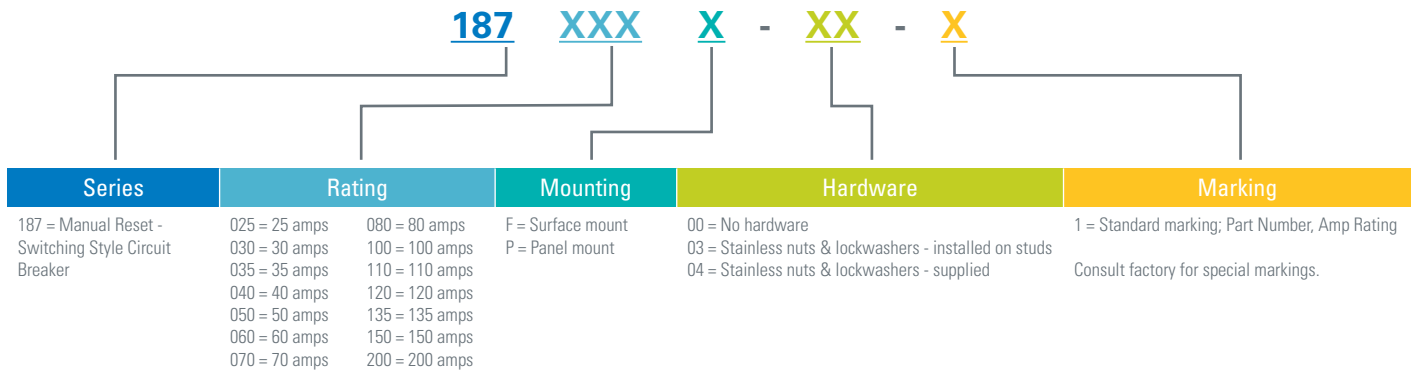 187 XXX X - XX - X
Series
Rating
Mounting
Hardware
Marking
187 = Manual Reset -
Switching Style Circuit
Breaker
025 = 25 amps
030 = 30 amps
035 = 35 amps
040 = 40 amps
050 = 50 amps
060 = 60 amps
070 = 70 amps
080 = 80 amps
100 = 100 amps
110 = 110 amps
120 = 120 amps
135 = 135 amps
150 = 150 amps
200 = 200 amps
F = Surface mount
P = Panel mount
00 = No hardware
03 = Stainless nuts & lockwashers - installed on studs
04 = Stainless nuts & lockwashers - supplied
1 = Standard marking; Part Number, Amp Rating
Consult factory for special markings.